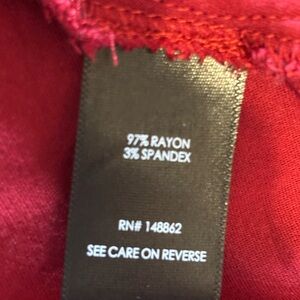 97% RAYON
3% SPANDEX
RN# 148862
SEE CARE ON REVERSE